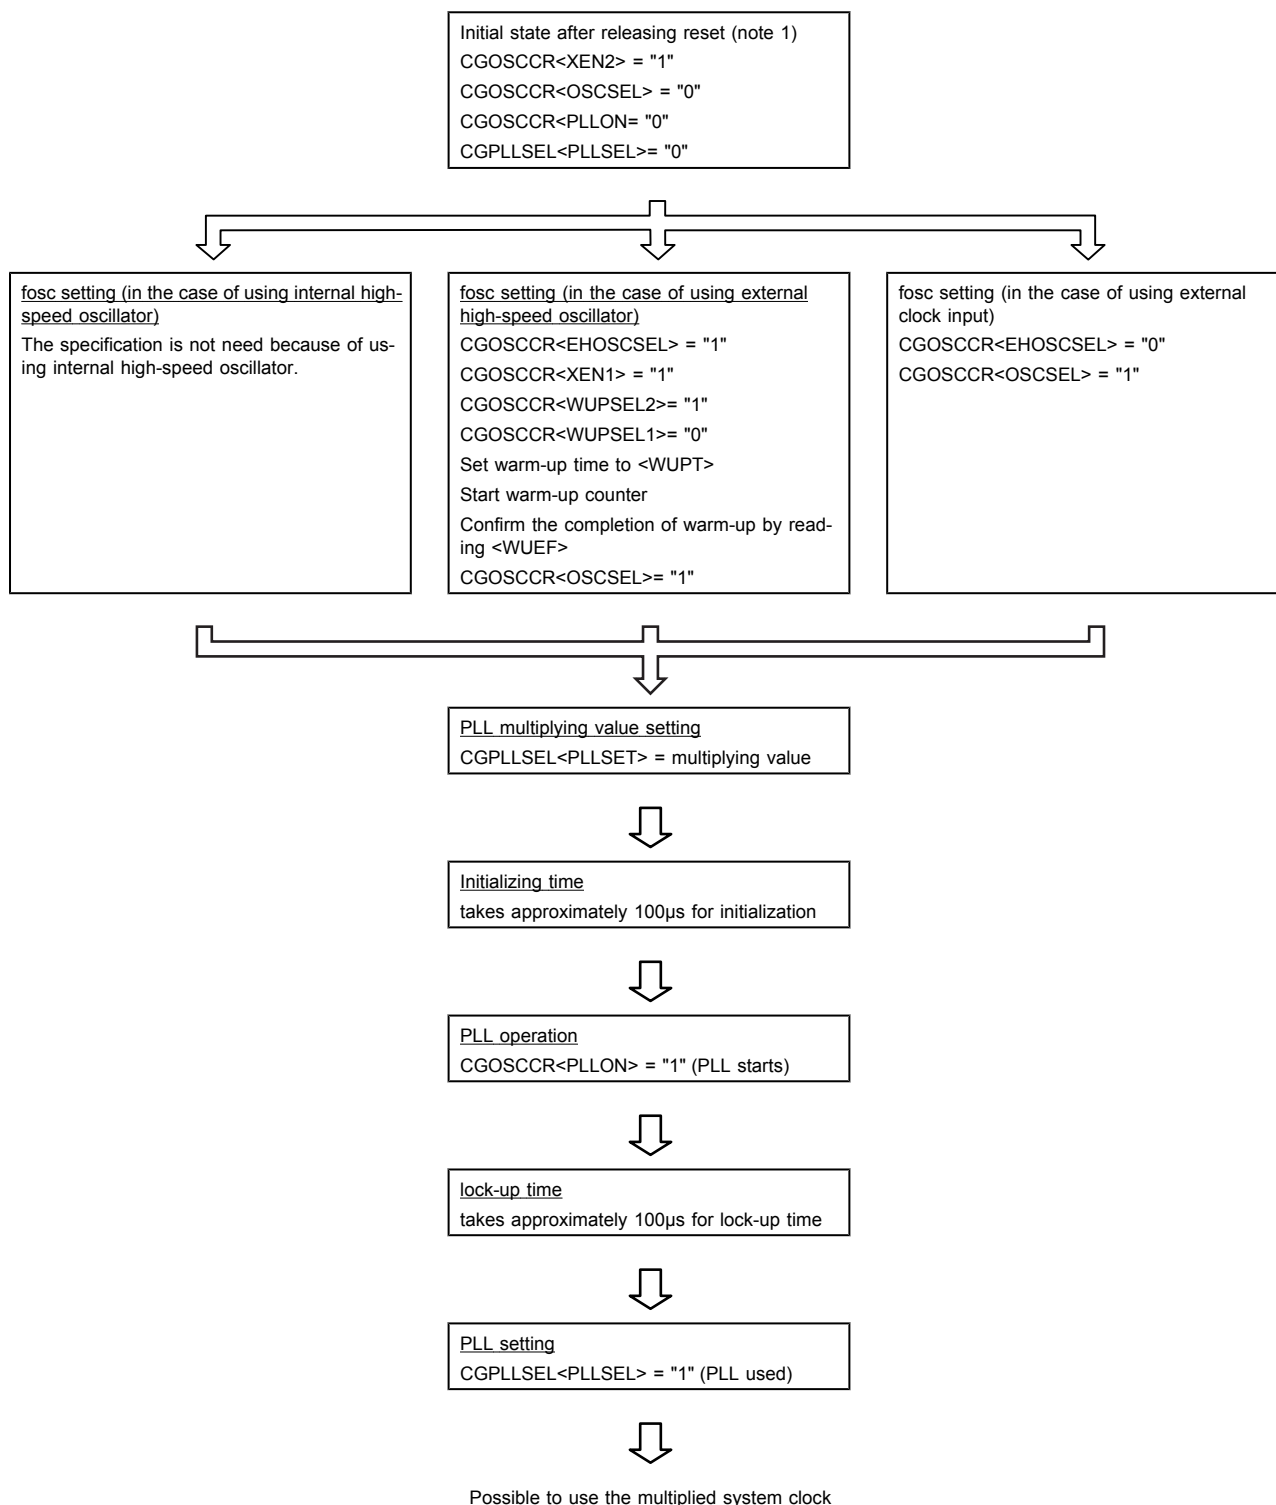 Initial state after releasing reset (note 1)
CGOSCCR<XEN2> = "1"
CGOSCCR<OSCSEL> = "0"
CGOSCCR<PLLON= "0"
CGPLLSEL<PLLSEL>= "0"
fosc setting (in the case of using internal high-
speed oscillator)
The specification is not need because of us-
ing internal high-speed oscillator.
fosc setting (in the case of using external
high-speed oscillator)
CGOSCCR<EHOSCSEL> = "1"
CGOSCCR<XEN1> = "1"
CGOSCCR<WUPSEL2>= "1"
CGOSCCR<WUPSEL1>= "0"
Set warm-up time to <WUPT>
Start warm-up counter
Confirm the completion of warm-up by read-
ing <WUEF>
CGOSCCR<OSCSEL>= "1"
fosc setting (in the case of using external
clock input)
CGOSCCR<EHOSCSEL> = "0"
CGOSCCR<OSCSEL> = "1"
PLL multiplying value setting
CGPLLSEL<PLLSET> = multiplying value
Initializing time
takes approximately 100μs for initialization
PLL operation
CGOSCCR<PLLON> = "1" (PLL starts)
lock-up time
takes approximately 100μs for lock-up time
PLL setting
CGPLLSEL<PLLSEL> = "1" (PLL used)
Possible to use the multiplied system clock